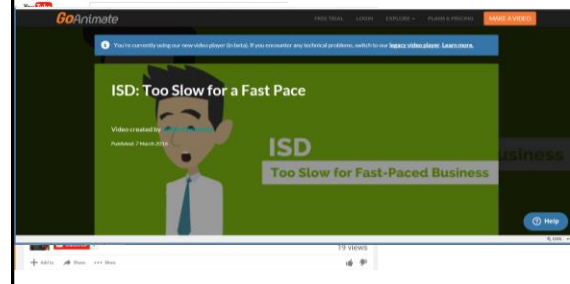 GoAnimate
FREE TRIAL LOGIN EXPLORE PLANS & PRICING MAKE A VIDEO
You're currently using our new video player (in beta). If you encounter any technical problems, switch to our legacy video player. Learn more.
ISD: Too Slow for a Fast Pace
Video created by
Published: 7 March 2016
ISD
Too Slow for Fast-Paced Business
usiness
Help
19 views
Add to Share More